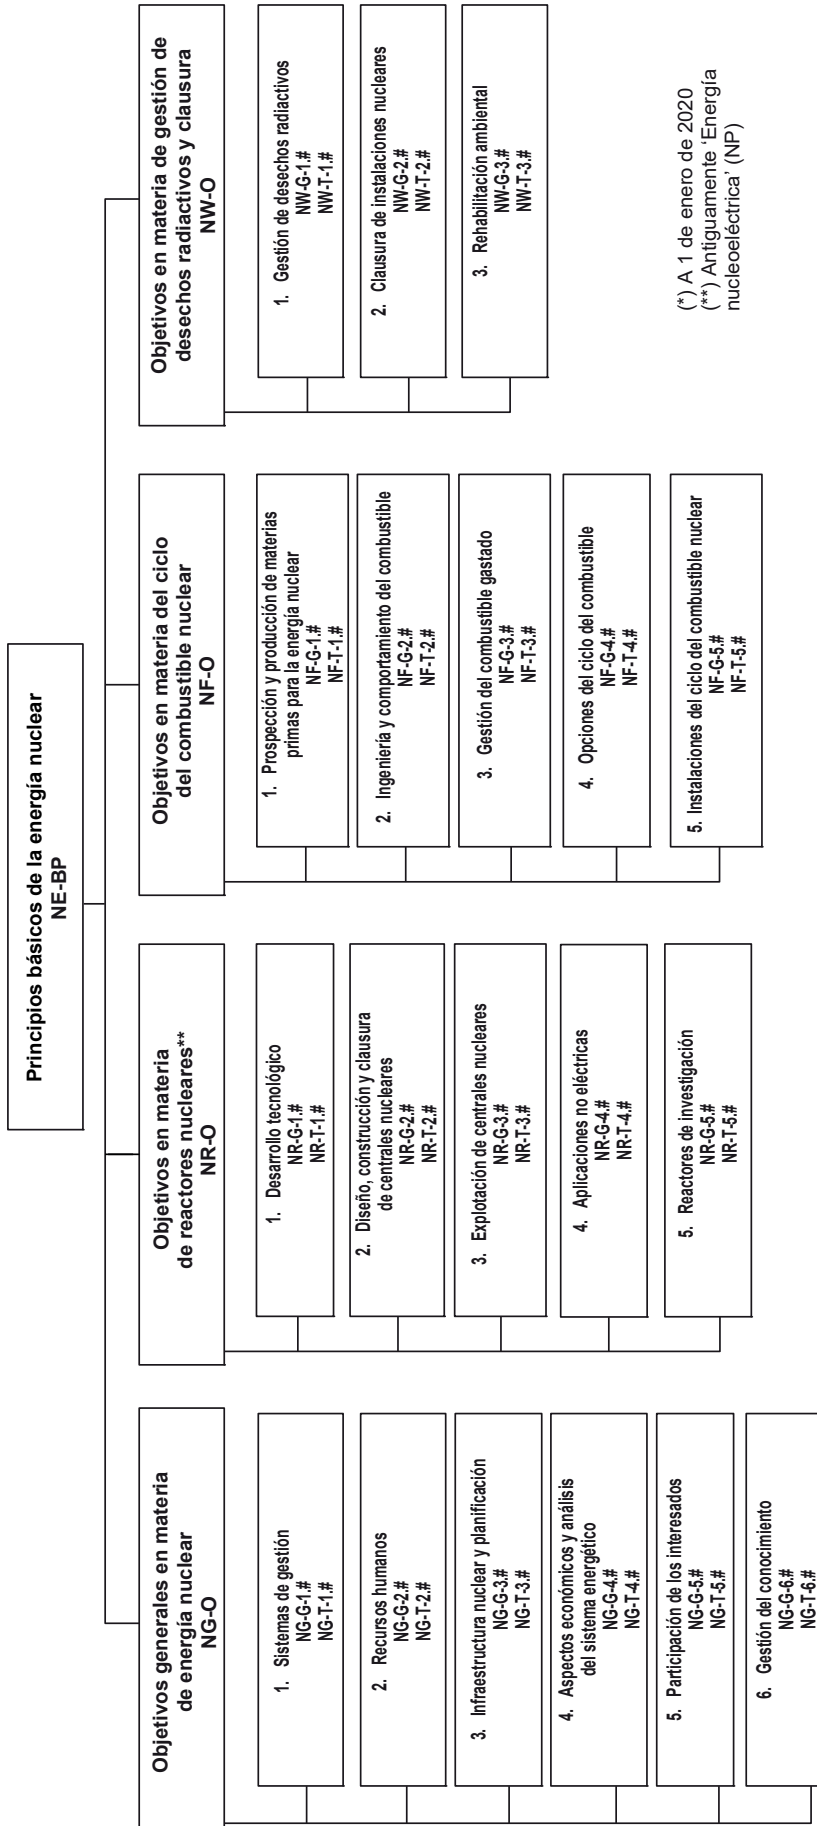 Principios básicos de la energía nuclear
NE-BP
Objetivos generales en materia
de energía nuclear
NG-O
1. Sistemas de gestión
NG-G-1.#
NG-T-1.#
2. Recursos humanos
NG-G-2.#
NG-T-2.#
3. Infraestructura nuclear y planificación
NG-G-3.#
NG-T-3.#
4. Aspectos económicos y análisis
del sistema energético
NG-G-4.#
NG-T-4.#
5. Participación de los interesados
NG-G-5.#
NG-T-5.#
6. Gestión del conocimiento
NG-G-6.#
NG-T-6.#
Objetivos en materia
de reactores nucleares**
NR-O
1. Desarrollo tecnológico
NR-G-1.#
NR-T-1.#
2. Diseño, construcción y clausura
de centrales nucleares
NR-G-2.#
NR-T-2.#
3. Explotación de centrales nucleares
NR-G-3.#
NR-T-3.#
4. Aplicaciones no eléctricas
NR-G-4.#
NR-T-4.#
5. Reactores de investigación
NR-G-5.#
NR-T-5.#
Objetivos en materia del ciclo
del combustible nuclear
NF-O
1. Prospección y producción de materias
primas para la energía nuclear
NF-G-1.#
NF-T-1.#
2. Ingeniería y comportamiento del combustible
NF-G-2.#
NF-T-2.#
3. Gestión del combustible gastado
NF-G-3.#
NF-T-3.#
4. Opciones del ciclo del combustible
NF-G-4.#
NF-T-4.#
5. Instalaciones del ciclo del combustible nuclear
NF-G-5.#
NF-T-5.#
Objetivos en materia de gestión de
desechos radiactivos y clausura
NW-O
1. Gestión de desechos radiactivos
NW-G-1.#
NW-T-1.#
2. Clausura de instalaciones nucleares
NW-G-2.#
NW-T-2.#
3. Rehabilitación ambiental
NW-G-3.#
NW-T-3.#
(*) A 1 de enero de 2020
(**) Antiguamente ‘Energía
nucleoeléctrica’ (NP)